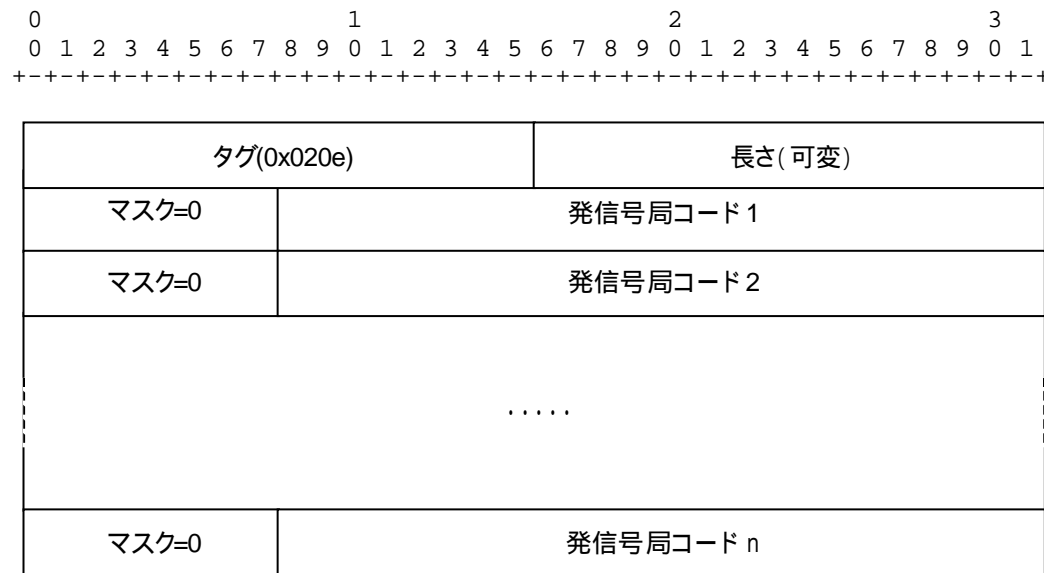 0 1 2 3
0 1 2 3 4 5 6 7 8 9 0 1 2 3 4 5 6 7 8 9 0 1 2 3 4 5 6 7 8 9 0 1
+-+-+-+-+-+-+-+-+-+-+-+-+-+-+-+-+-+-+-+-+-+-+-+-+-+-+-+-+-+-+-+-+
タグ(0x020e) 長さ(可変)
マスク=0 発信号局コード1
マスク=0 発信号局コード2
.....
マスク=0 発信号局コードn